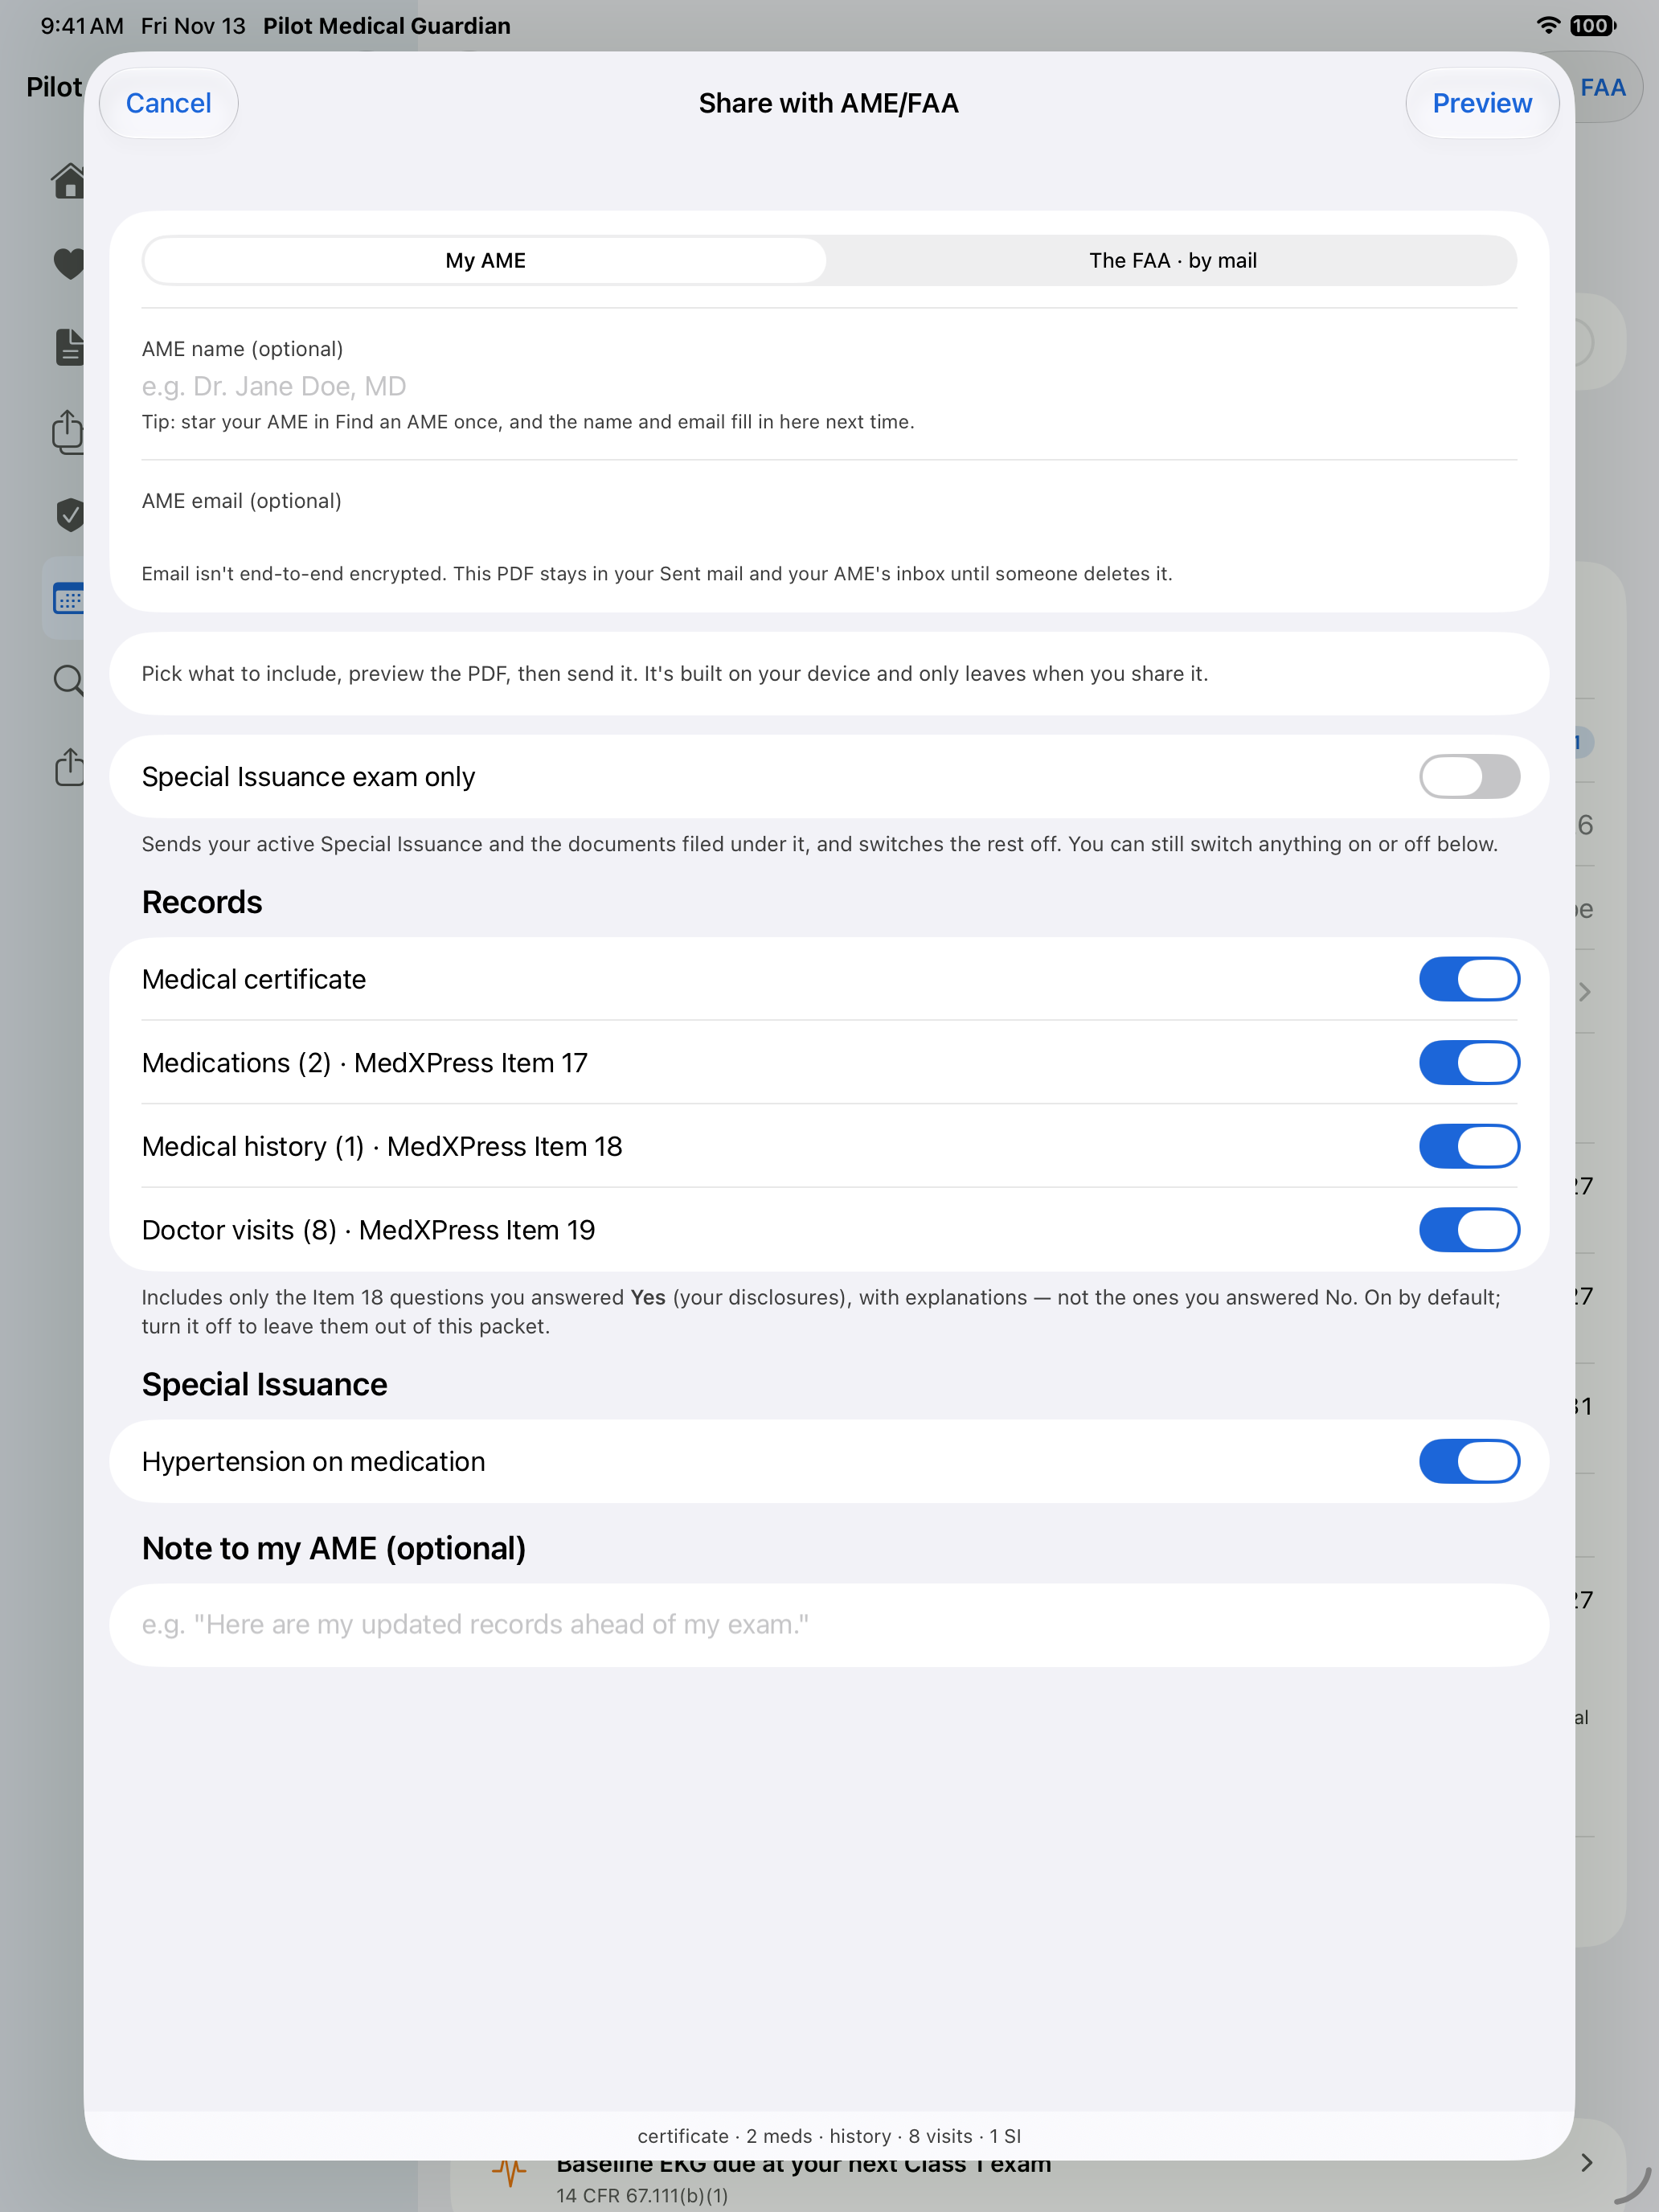 9:41 AM Fri Nov 13 Pilot Medical Guardian
100
Pilot
FAA
Cancel
Share with AME/FAA
Preview
My AME
The FAA · by mail
AME name (optional)
e.g. Dr. Jane Doe, MD
Tip: star your AME in Find an AME once, and the name and email fill in here next time.
AME email (optional)
Email isn't end-to-end encrypted. This PDF stays in your Sent mail and your AME's inbox until someone deletes it.
Pick what to include, preview the PDF, then send it. It's built on your device and only leaves when you share it.
Special Issuance exam only
Sends your active Special Issuance and the documents filed under it, and switches the rest off. You can still switch anything on or off below.
Records
Medical certificate
Medications (2) · MedXPress Item 17
Medical history (1) · MedXPress Item 18
Doctor visits (8) · MedXPress Item 19
Includes only the Item 18 questions you answered Yes (your disclosures), with explanations — not the ones you answered No. On by default;
turn it off to leave them out of this packet.
Special Issuance
Hypertension on medication
Note to my AME (optional)
e.g. "Here are my updated records ahead of my exam."
certificate · 2 meds · history · 8 visits · 1 SI
Baseline EKG due at your next Class 1 exam
14 CFR 67.111(b)(1)